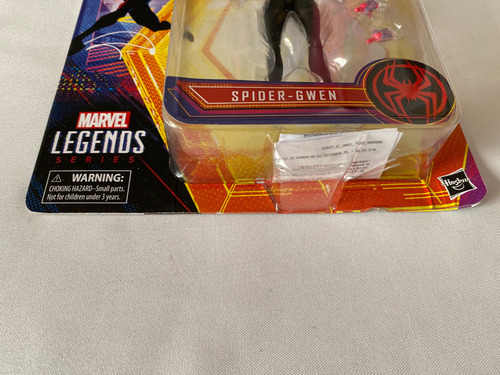 SPIDER-GWEN
MARVEL
LEGENDS
SERIES
WARNING:
CHOKING HAZARD-Small parts.
Not for children under 3 years.
Hasbro